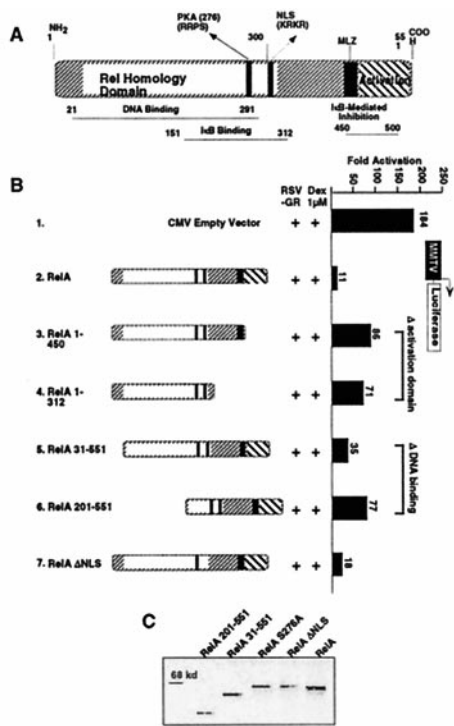 A
NH2
1
PKA (276)
(RRPS)
300
NLS
(KRKR)
MLZ
55
1
COO
H
Rel Homology
Domain
Activation
21
DNA Binding
291
151
IκB Binding
312
IκB-Mediated
Inhibition
450
500
B
RSV
-GR
Dex
1μM
Fold Activation
50
100
150
200
250
1.
CMV Empty Vector
+ +
184
MMTV
Luciferase
2. RelA
+ +
11
3. RelA 1-
450
+ +
86
4. RelA 1-
312
+ +
71
Δ activation domain
5. RelA 31-551
+ +
35
6. RelA 201-551
+ +
77
Δ DNA binding
7. RelA ΔNLS
+ +
18
C
RelA 201-551
RelA 31-551
RelA S276A
RelA ΔNLS
RelA
68 kd